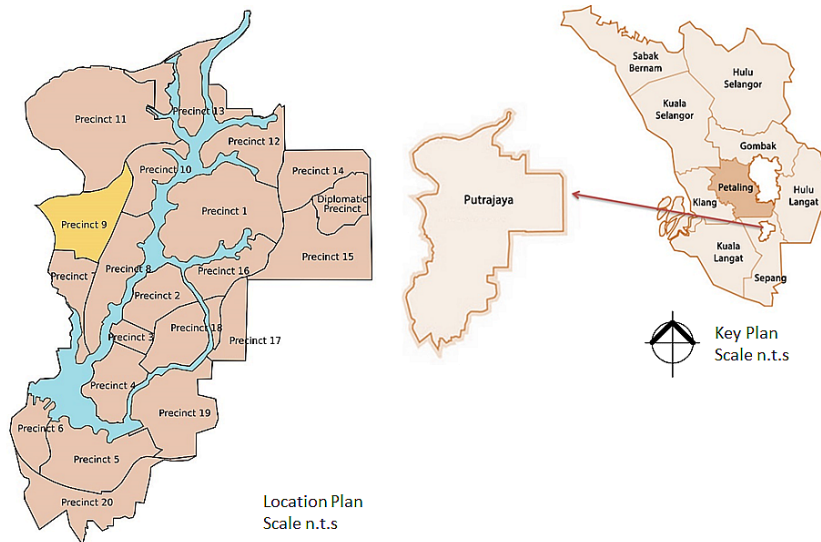 Precinct 13
Precinct 11
Precinct 12
Precinct 10
Precinct 14
Diplomatic
Precinct
Precinct 1
Precinct 9
Precinct 15
Precinct 7
Precinct 8
Precinct 16
Precinct 2
Precinct 3
Precinct 18
Precinct 17
Precinct 4
Precinct 19
Precinct 6
Precinct 5
Precinct 20
Location Plan
Scale n.t.s
Putrajaya
Sabak
Bernam
Hulu
Selangor
Kuala
Selangor
Gombak
Petaling
Klang
Hulu
Langat
Kuala
Langat
Sepang
Key Plan
Scale n.t.s